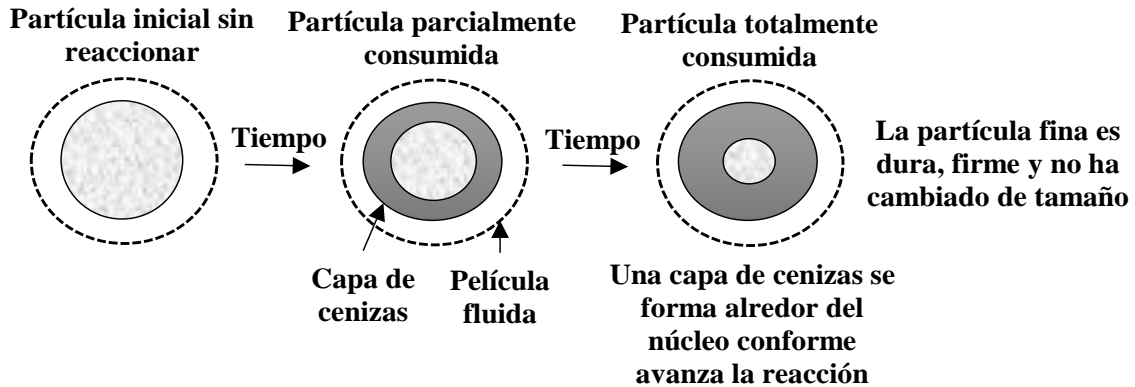 Partícula inicial sin
reaccionar
Partícula parcialmente
consumida
Partícula totalmente
consumida
Tiempo
Tiempo
La partícula fina es
dura, firme y no ha
cambiado de tamaño
Capa de
cenizas
Película
fluida
Una capa de cenizas se
forma alredor del
núcleo conforme
avanza la reacción